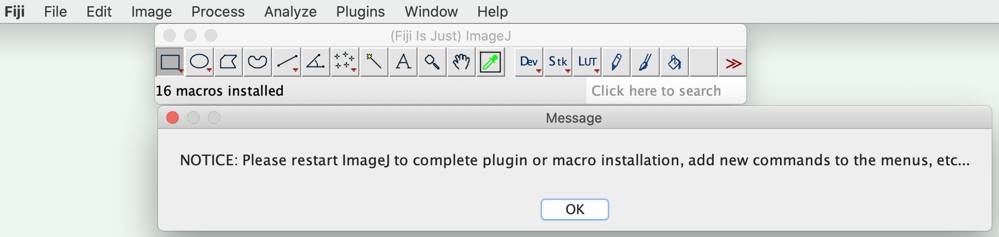 Fiji File Edit Image Process Analyze Plugins Window Help
(Fiji Is Just) ImageJ
A Dev Stk LUT >>
16 macros installed Click here to search
Message
NOTICE: Please restart ImageJ to complete plugin or macro installation, add new commands to the menus, etc...
OK